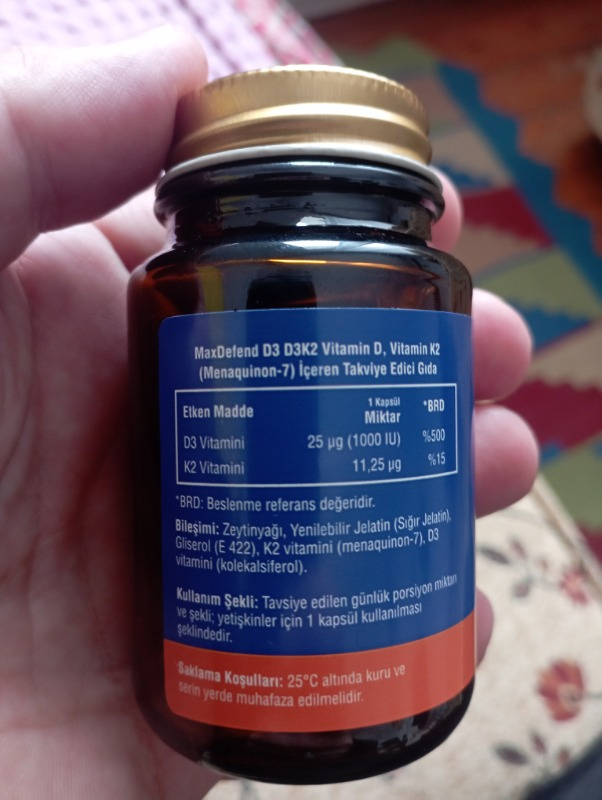 MaxDefend D3 D3K2 Vitamin D, Vitamin K2
(Menaquinon-7) İçeren Takviye Edici Gıda
Etken Madde 1 Kapsül Miktar *BRD
D3 Vitamini 25 µg (1000 IU) %500
K2 Vitamini 11,25 µg %15
*BRD: Beslenme referans değeridir.
Bileşimi: Zeytinyağı, Yenilebilir Jelatin (Sığır Jelatin),
Gliserol (E 422), K2 vitamini (menaquinon-7), D3
vitamini (kolekalsiferol).
Kullanım Şekli: Tavsiye edilen günlük porsiyon miktarı
ve şekli; yetişkinler için 1 kapsül kullanılması
şeklindedir.
Saklama Koşulları: 25°C altında kuru ve
serin yerde muhafaza edilmelidir.